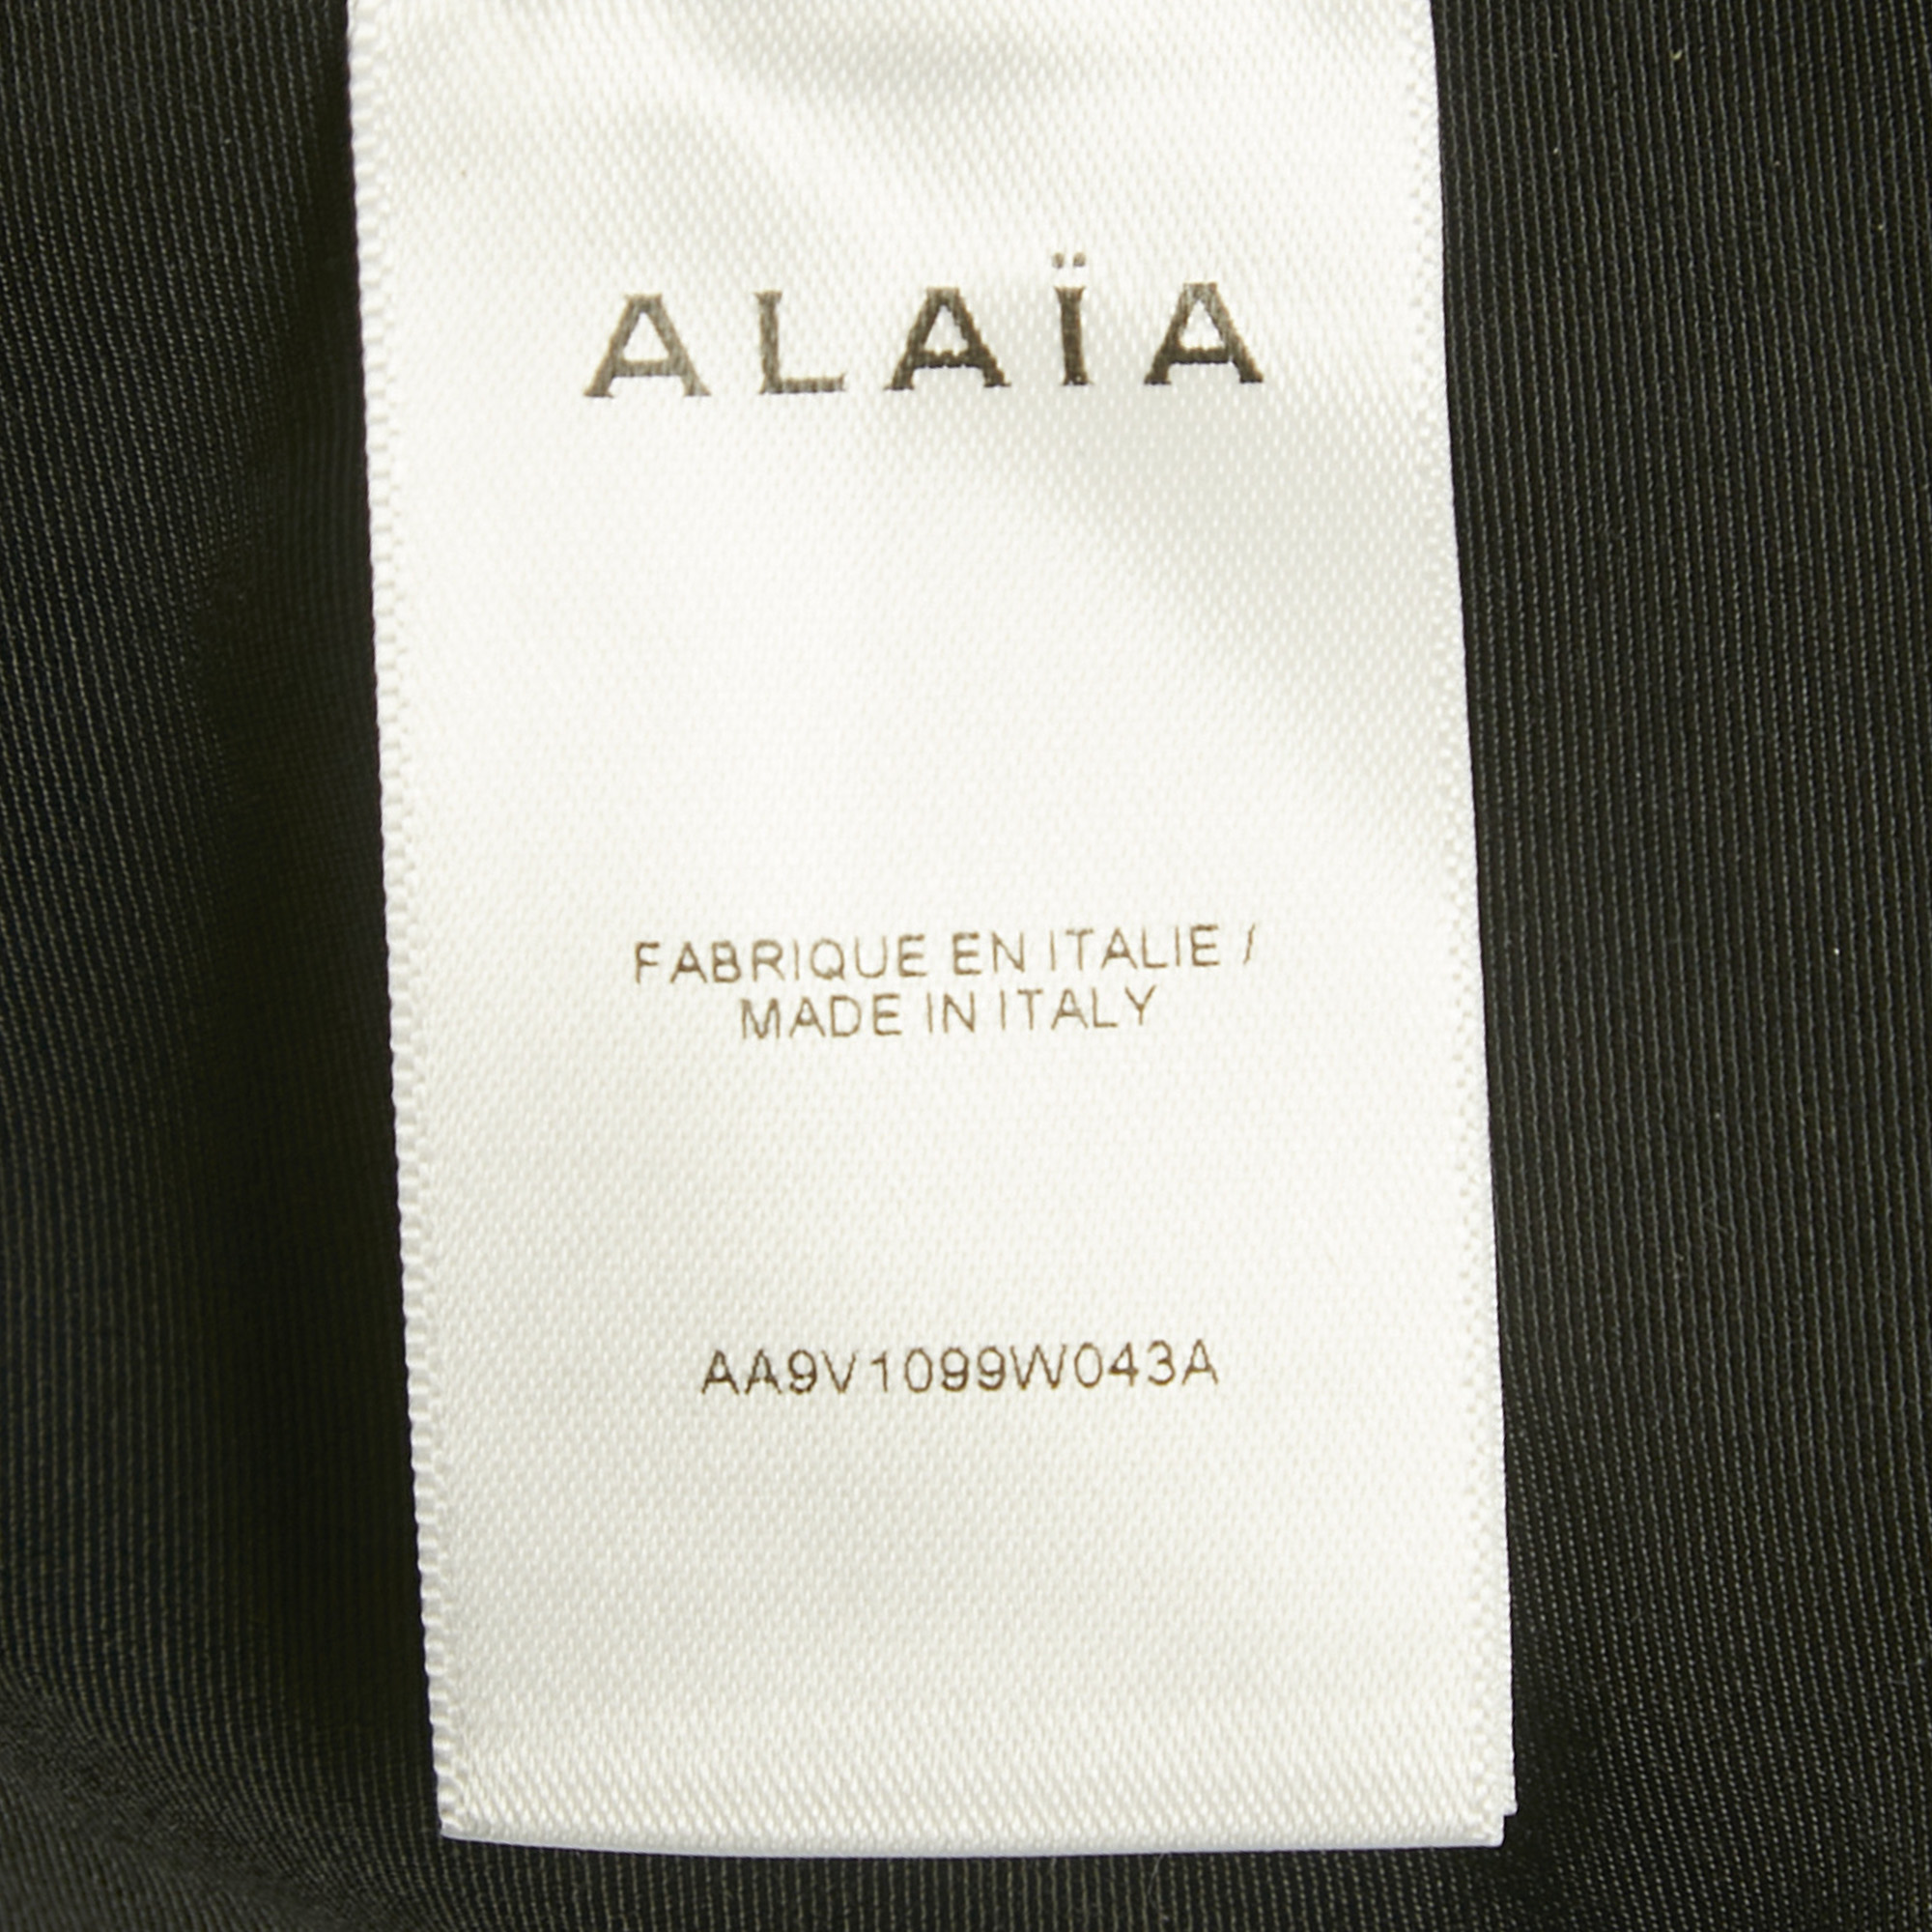 ALAÏA
FABRIQUE EN ITALIE /
MADE IN ITALY
AA9V1099W043A